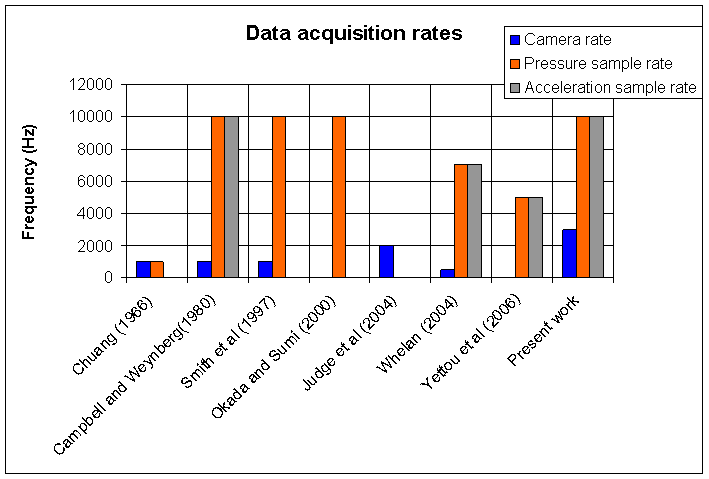 Data acquisition rates
Camera rate
Pressure sample rate
Acceleration sample rate
Frequency (Hz)
12000
10000
8000
6000
4000
2000
0
Chuang (1966)
Campbell and Weynberg(1980)
Smith et al (1997)
Okada and Sumi (2000)
Judge et al (2004)
Whelan (2004)
Yettou et al (2006)
Present work